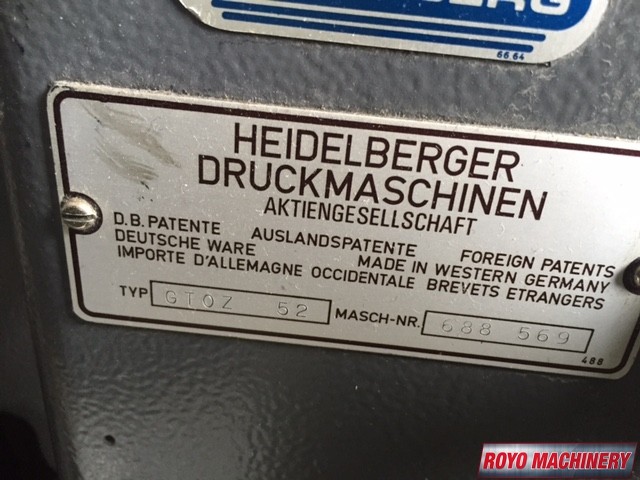 66.64
HEIDELBERGER
DRUCKMASCHINEN
AKTIENGESELLSCHAFT
D.B. PATENTE AUSLANDSPATENTE FOREIGN PATENTS
DEUTSCHE WARE MADE IN WESTERN GERMANY
IMPORTE D'ALLEMAGNE OCCIDENTALE BREVETS ETRANGERS
TYP GTOZ 52 MASCH-NR. 688 569
488
ROYO MACHINERY